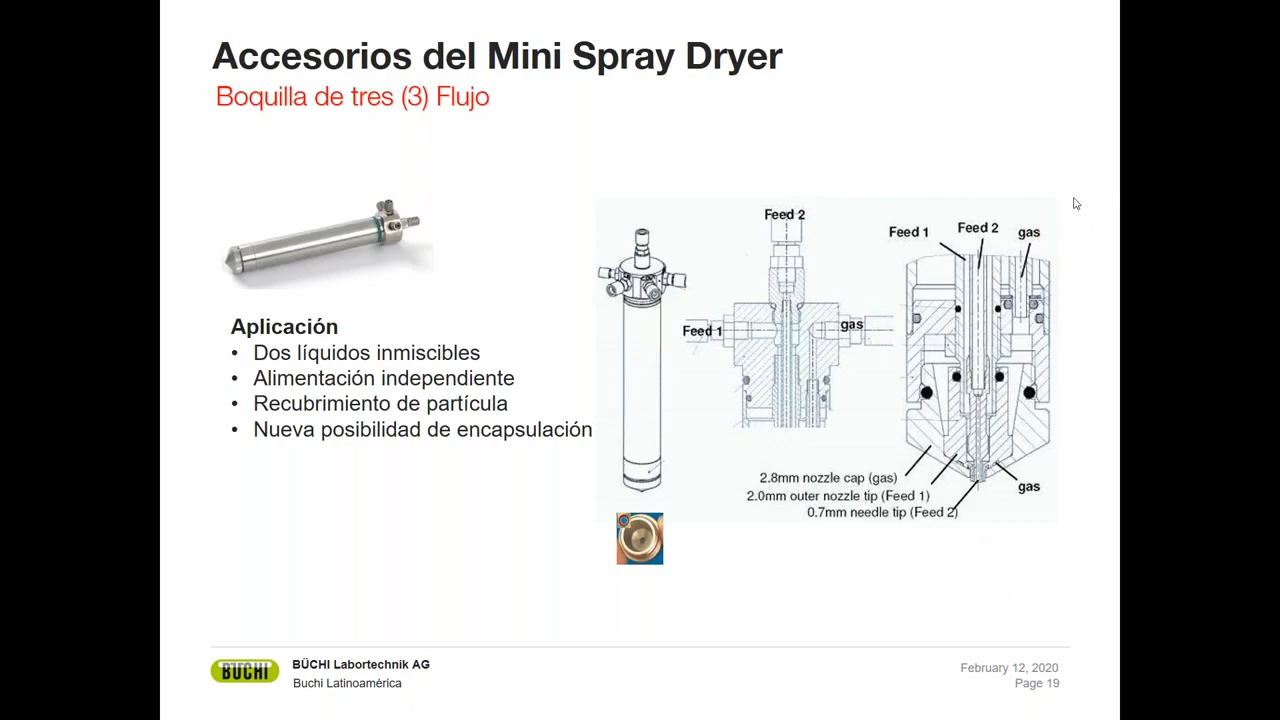 Accesorios del Mini Spray Dryer
Boquilla de tres (3) Flujo
Aplicación
• Dos líquidos inmiscibles
• Alimentación independiente
• Recubrimiento de partícula
• Nueva posibilidad de encapsulación
Feed 2
Feed 1
gas
Feed 1
Feed 2
gas
2.8mm nozzle cap (gas)
2.0mm outer nozzle tip (Feed 1)
0.7mm needle tip (Feed 2)
gas
BÜCHI
BÜCHI Labortechnik AG
Buchi Latinoamérica
February 12, 2020
Page 19